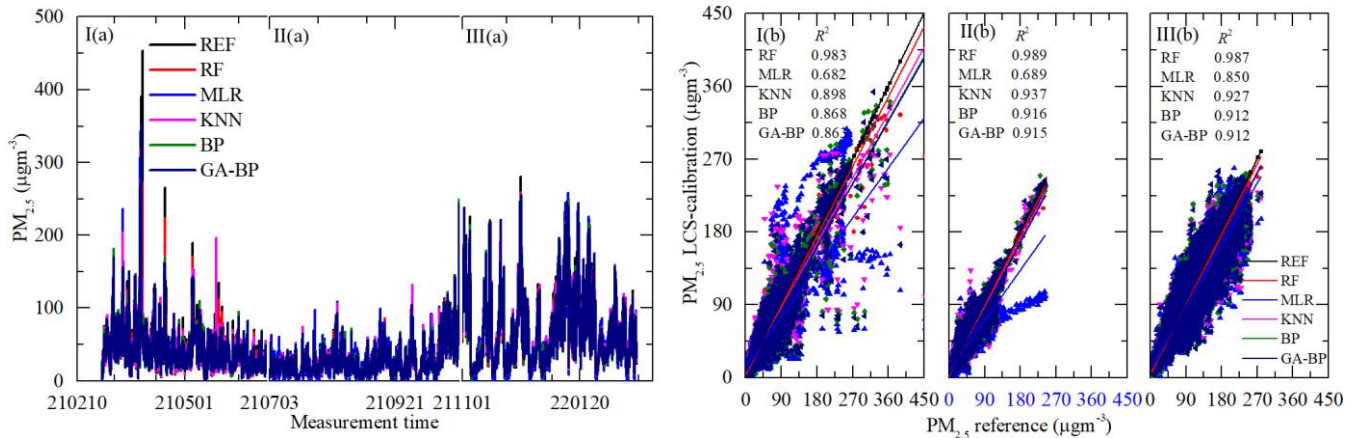 500
400
300
200
100
0
PM2.5 (µgm-3)
I(a)
II(a)
III(a)
REF
RF
MLR
KNN
BP
GA-BP
210210
210501
210703
210921
211101
220120
Measurement time
450
360
270
180
90
0
PM2.5 LCS-calibration (µgm-3)
I(b) R2
RF 0.983
MLR 0.682
KNN 0.898
BP 0.868
GA-BP 0.863
II(b) R2
RF 0.989
MLR 0.689
KNN 0.937
BP 0.916
GA-BP 0.915
III(b) R2
RF 0.987
MLR 0.850
KNN 0.927
BP 0.912
GA-BP 0.912
REF
RF
MLR
KNN
BP
GA-BP
0 90 180 270 360 450
0 90 180 270 360 450
0 90 180 270 360 450
PM2.5 reference (µgm-3)